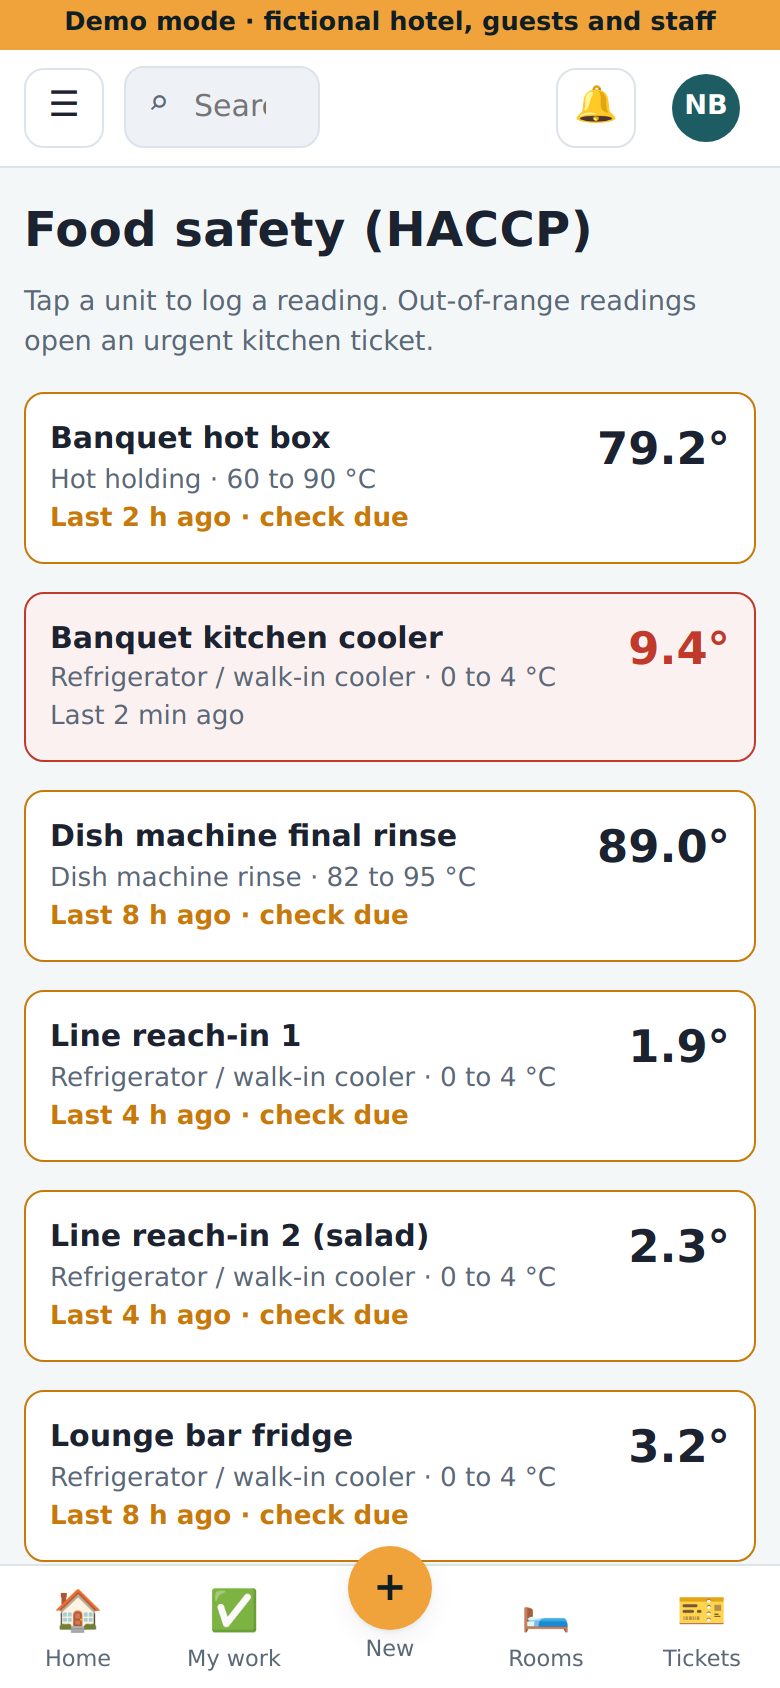 Demo mode · fictional hotel, guests and staff
Sear
NB
Food safety (HACCP)
Tap a unit to log a reading. Out-of-range readings
open an urgent kitchen ticket.
Banquet hot box
79.2°
Hot holding · 60 to 90 °C
Last 2 h ago · check due
Banquet kitchen cooler
9.4°
Refrigerator / walk-in cooler · 0 to 4 °C
Last 2 min ago
Dish machine final rinse
89.0°
Dish machine rinse · 82 to 95 °C
Last 8 h ago · check due
Line reach-in 1
1.9°
Refrigerator / walk-in cooler · 0 to 4 °C
Last 4 h ago · check due
Line reach-in 2 (salad)
2.3°
Refrigerator / walk-in cooler · 0 to 4 °C
Last 4 h ago · check due
Lounge bar fridge
3.2°
Refrigerator / walk-in cooler · 0 to 4 °C
Last 8 h ago · check due
+
Home
My work
New
Rooms
Tickets